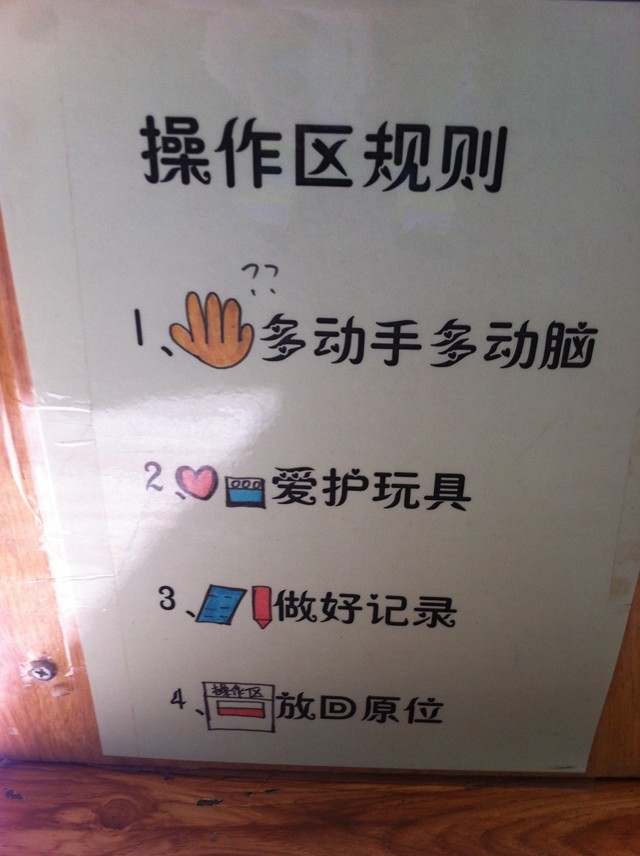 操作区规则
??
1、多动手多动脑
2、爱护玩具
3、做好记录
操作区
4、放回原位